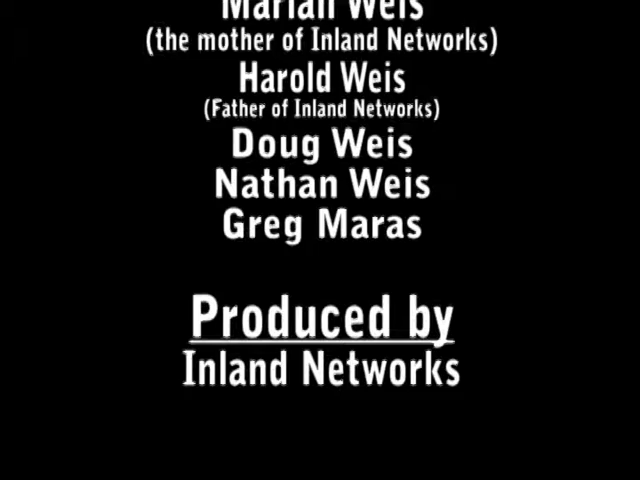 Marian Weis
(the mother of Inland Networks)
Harold Weis
(Father of Inland Networks)
Doug Weis
Nathan Weis
Greg Maras
Produced by
Inland Networks